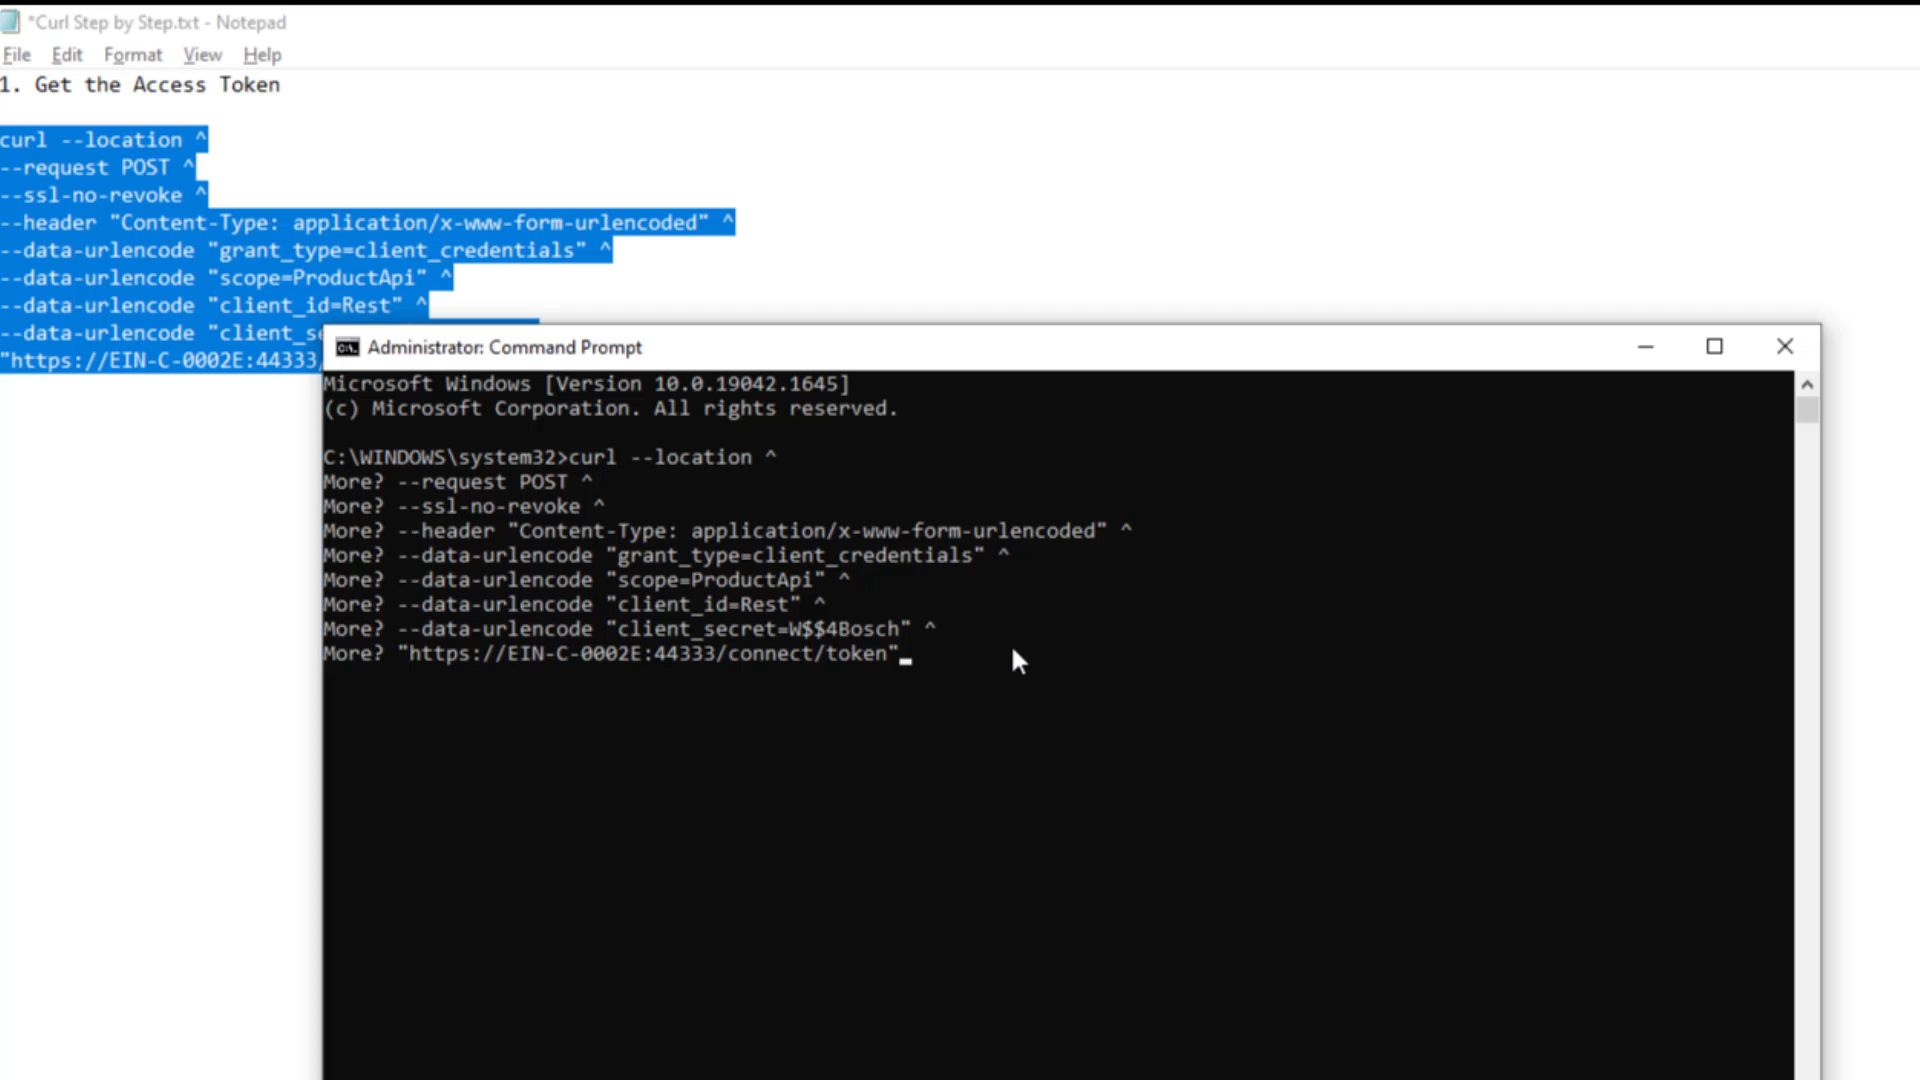 *Curl Step by Step.txt - Notepad
File Edit Format View Help
1. Get the Access Token
curl --location ^
--request POST ^
--ssl-no-revoke ^
--header "Content-Type: application/x-www-form-urlencoded" ^
--data-urlencode "grant_type=client_credentials" ^
--data-urlencode "scope=ProductApi" ^
--data-urlencode "client_id=Rest" ^
--data-urlencode "client_se
"https://EIN-C-0002E:44333/
Administrator: Command Prompt
Microsoft Windows [Version 10.0.19042.1645]
(c) Microsoft Corporation. All rights reserved.
C:\WINDOWS\system32>curl --location ^
More? --request POST ^
More? --ssl-no-revoke ^
More? --header "Content-Type: application/x-www-form-urlencoded" ^
More? --data-urlencode "grant_type=client_credentials" ^
More? --data-urlencode "scope=ProductApi" ^
More? --data-urlencode "client_id=Rest" ^
More? --data-urlencode "client_secret=W$$4Bosch" ^
More? "https://EIN-C-0002E:44333/connect/token"